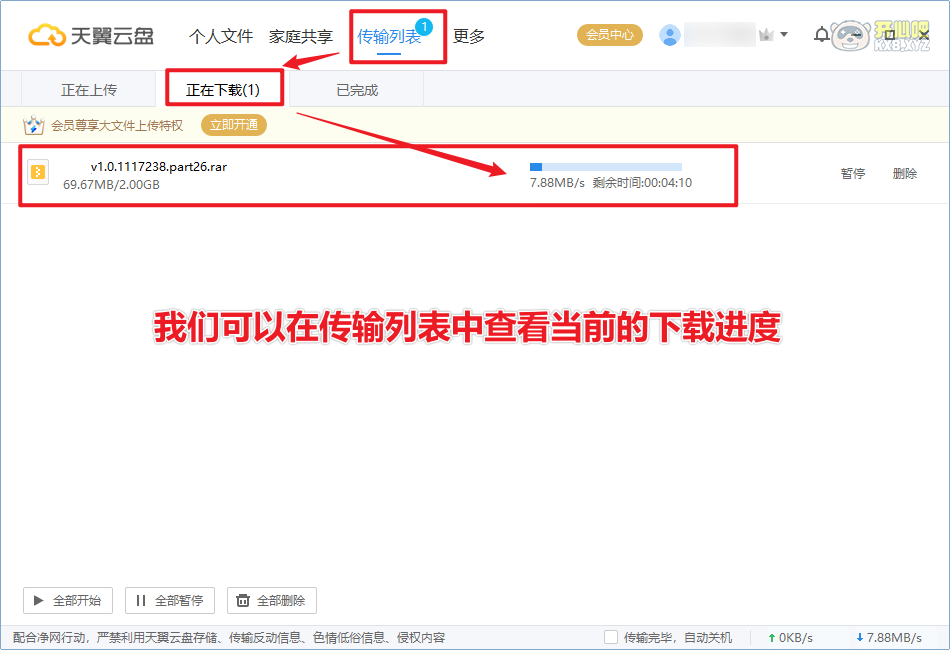 天翼云盘
个人文件 家庭共享 传输列表 1 更多
会员中心
开心吧
KX8.XYZ
正在上传 正在下载(1) 已完成
会员尊享大文件上传特权 立即开通
v1.0.1117238.part26.rar
69.67MB/2.00GB
7.88MB/s 剩余时间:00:04:10
暂停 删除
我们可以在传输列表中查看当前的下载进度
全部开始 全部暂停 全部删除
配合净网行动，严禁利用天翼云盘存储、传输反动信息、色情低俗信息、侵权内容
传输完毕，自动关机 0KB/s 7.88MB/s